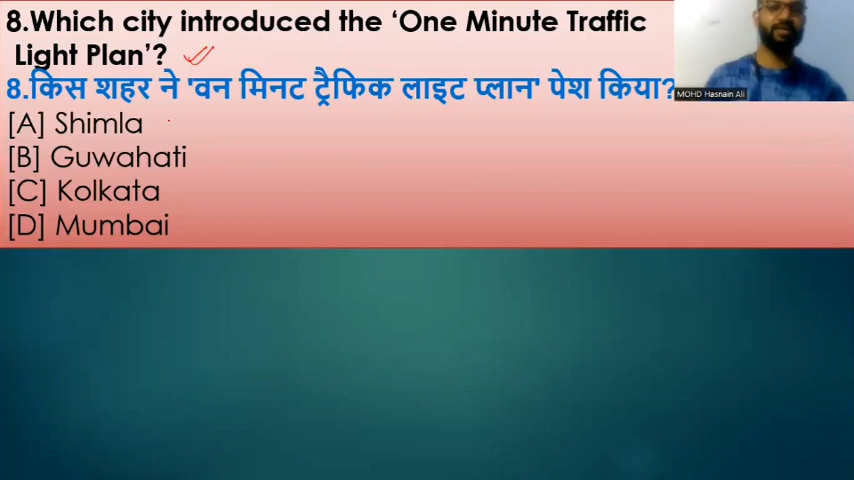 8.Which city introduced the ‘One Minute Traffic
Light Plan’?
8.किस शहर ने 'वन मिनट ट्रैफिक लाइट प्लान' पेश किया?
[A] Shimla
[B] Guwahati
[C] Kolkata
[D] Mumbai
MOHD Hasnain Ali